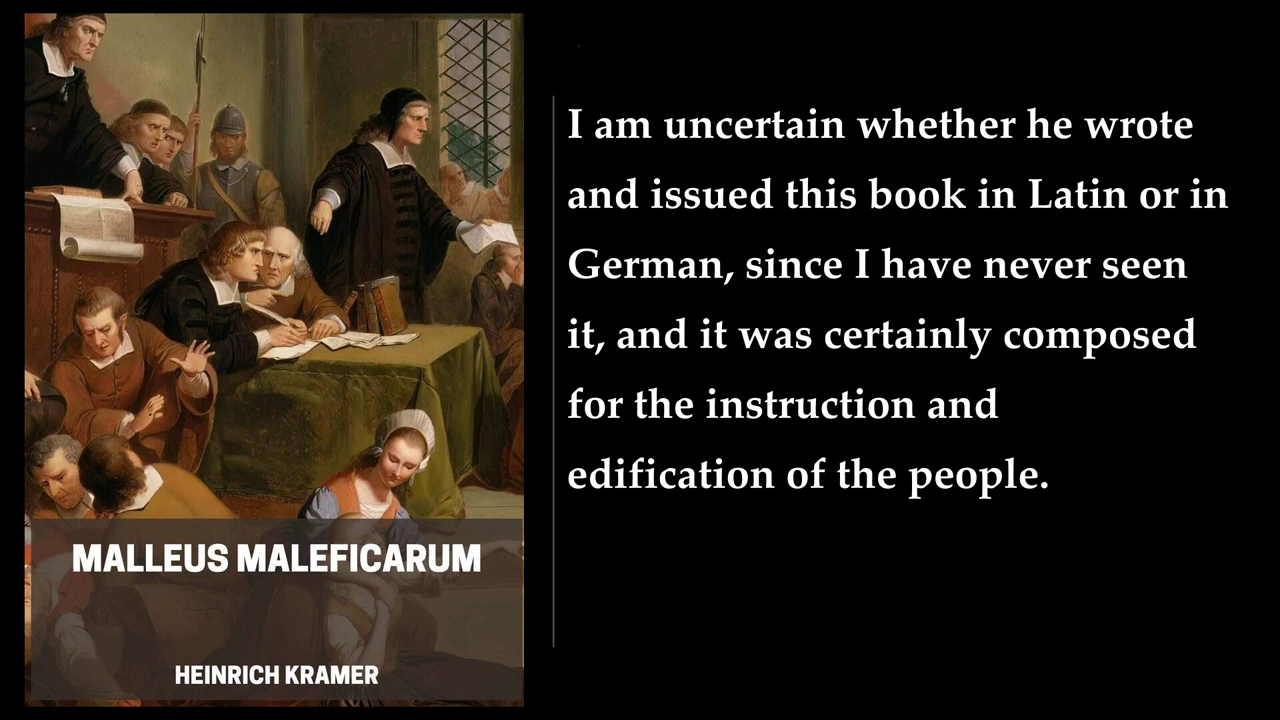 I am uncertain whether he wrote
and issued this book in Latin or in
German, since I have never seen
it, and it was certainly composed
for the instruction and
edification of the people.
MALLEUS MALEFICARUM
HEINRICH KRAMER